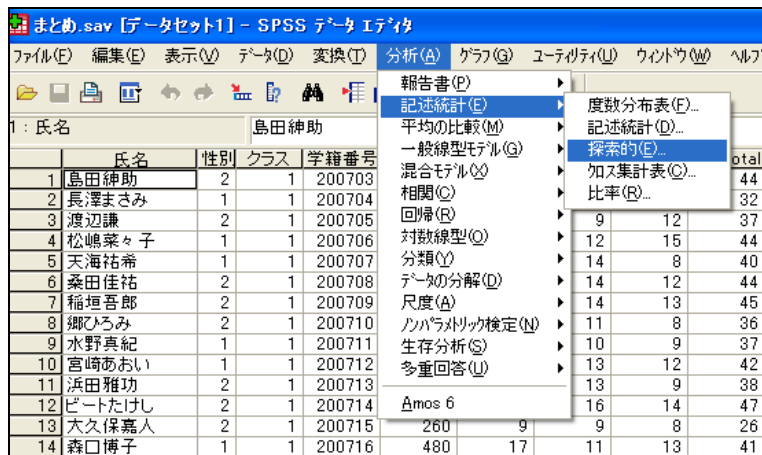 まとめ.sav [データセット1] - SPSS データ エディタ
ファイル(F) 編集(E) 表示(V) データ(D) 変換(T) 分析(A) グラフ(G) ユーティリティ(U) ウィンドウ(W) ヘルプ
報告書(P)
記述統計(E)
平均の比較(M)
一般線型モデル(G)
混合モデル(X)
相関(C)
回帰(R)
対数線型(O)
分類(Y)
データの分解(D)
尺度(A)
ノンパラメトリック検定(N)
生存分析(S)
多重回答(U)
Amos 6
度数分布表(F)...
記述統計(D)...
探索的(E)...
クロス集計表(C)...
比率(R)...
1 : 氏名 島田紳助
氏名 性別 クラス 学籍番号 otal
1 島田紳助 2 1 200703 44
2 長澤まさみ 1 1 200704 32
3 渡辺謙 2 1 200705 9 12 37
4 松嶋菜々子 1 1 200706 12 15 44
5 天海祐希 1 1 200707 14 8 40
6 桑田佳祐 2 1 200708 14 12 44
7 稲垣吾郎 2 1 200709 14 13 45
8 郷ひろみ 2 1 200710 11 8 36
9 水野真紀 1 1 200711 10 9 37
10 宮崎あおい 1 1 200712 13 12 42
11 浜田雅功 2 1 200713 13 9 38
12 ビートたけし 2 1 200714 16 14 47
13 大久保嘉人 2 1 200715 260 9 9 8 26
14 森口博子 1 1 200716 480 17 11 13 41